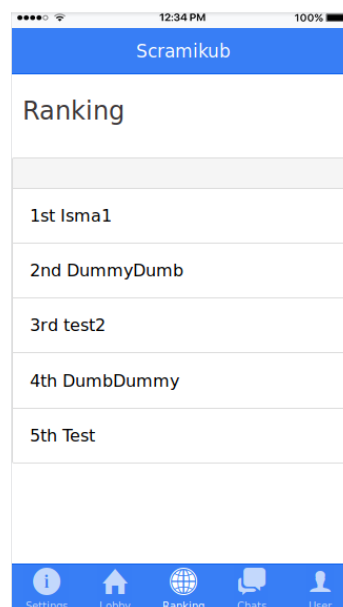 12:34 PM 100%
Scramikub
Ranking
1st Isma1
2nd DummyDumb
3rd test2
4th DumbDummy
5th Test
Settings Lobby Ranking Chats User